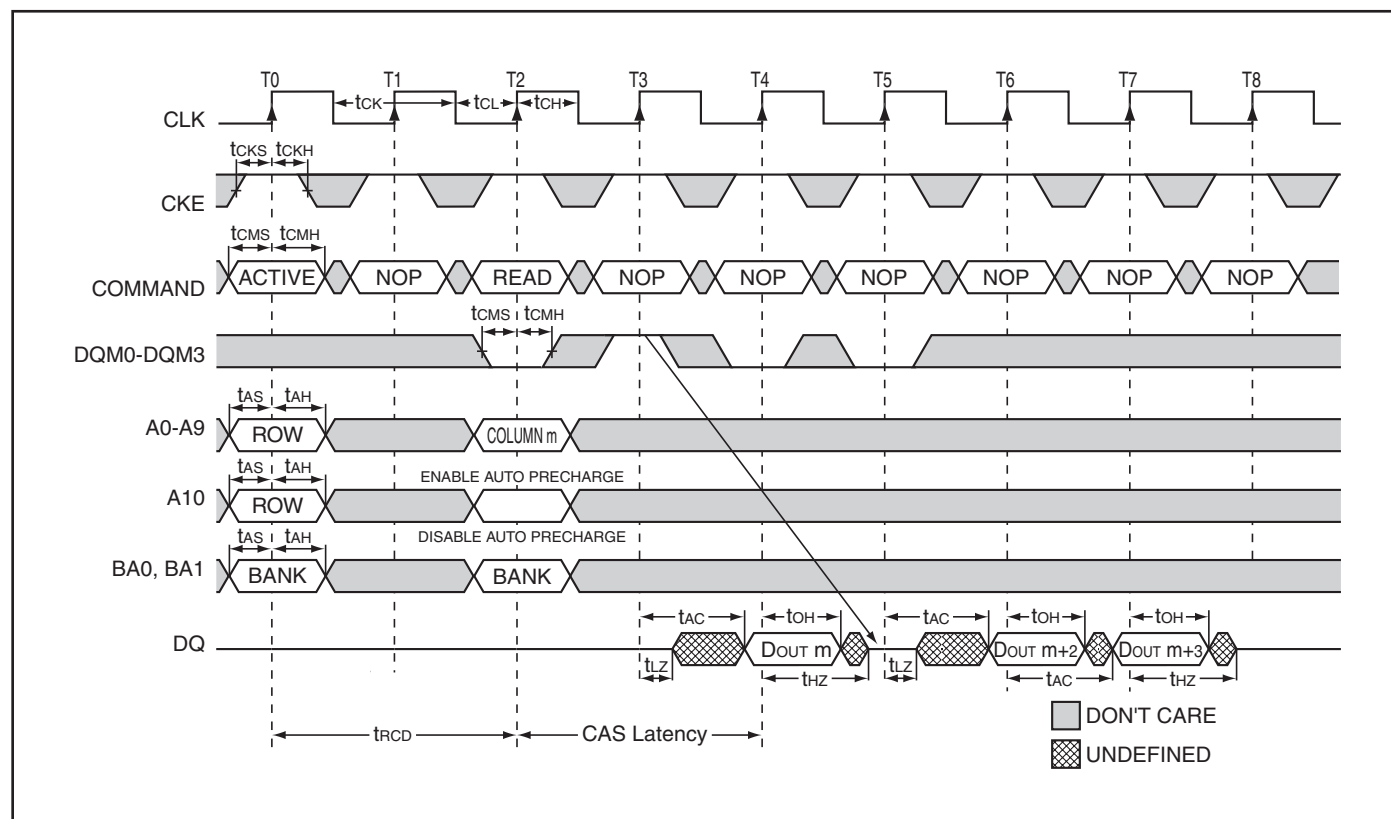 T0 T1 T2 T3 T4 T5 T6 T7 T8
tCK tCL tCH
CLK
tCKS tCKH
CKE
tCMS tCMH
COMMAND ACTIVE NOP READ NOP NOP NOP NOP NOP NOP
tCMS tCMH
DQM0-DQM3
tAS tAH
A0-A9 ROW COLUMN m
tAS tAH ENABLE AUTO PRECHARGE
A10 ROW
DISABLE AUTO PRECHARGE
tAS tAH
BA0, BA1 BANK BANK
tAC tOH tAC tOH tOH
DQ DOUT m DOUT m+2 DOUT m+3
tLZ tHZ tLZ tAC tHZ
tRCD CAS Latency
DON'T CARE
UNDEFINED